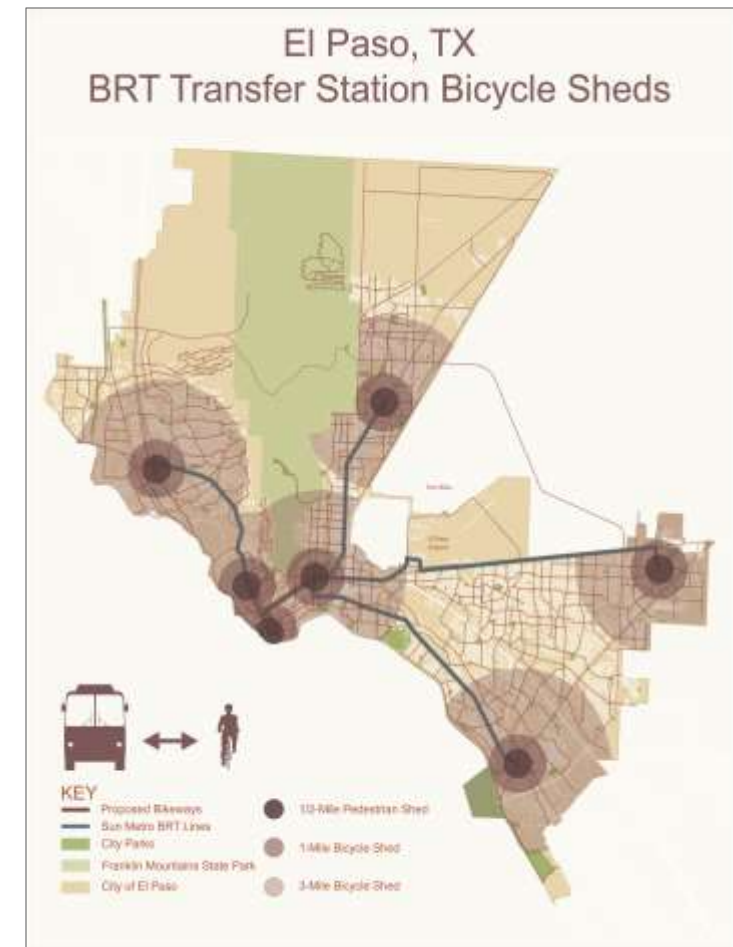 El Paso, TX
BRT Transfer Station Bicycle Sheds
KEY
Proposed Bikeways
Sun Metro BRT Lines
City Parks
Franklin Mountains State Park
City of El Paso
1/2-Mile Pedestrian Shed
1-Mile Bicycle Shed
3-Mile Bicycle Shed